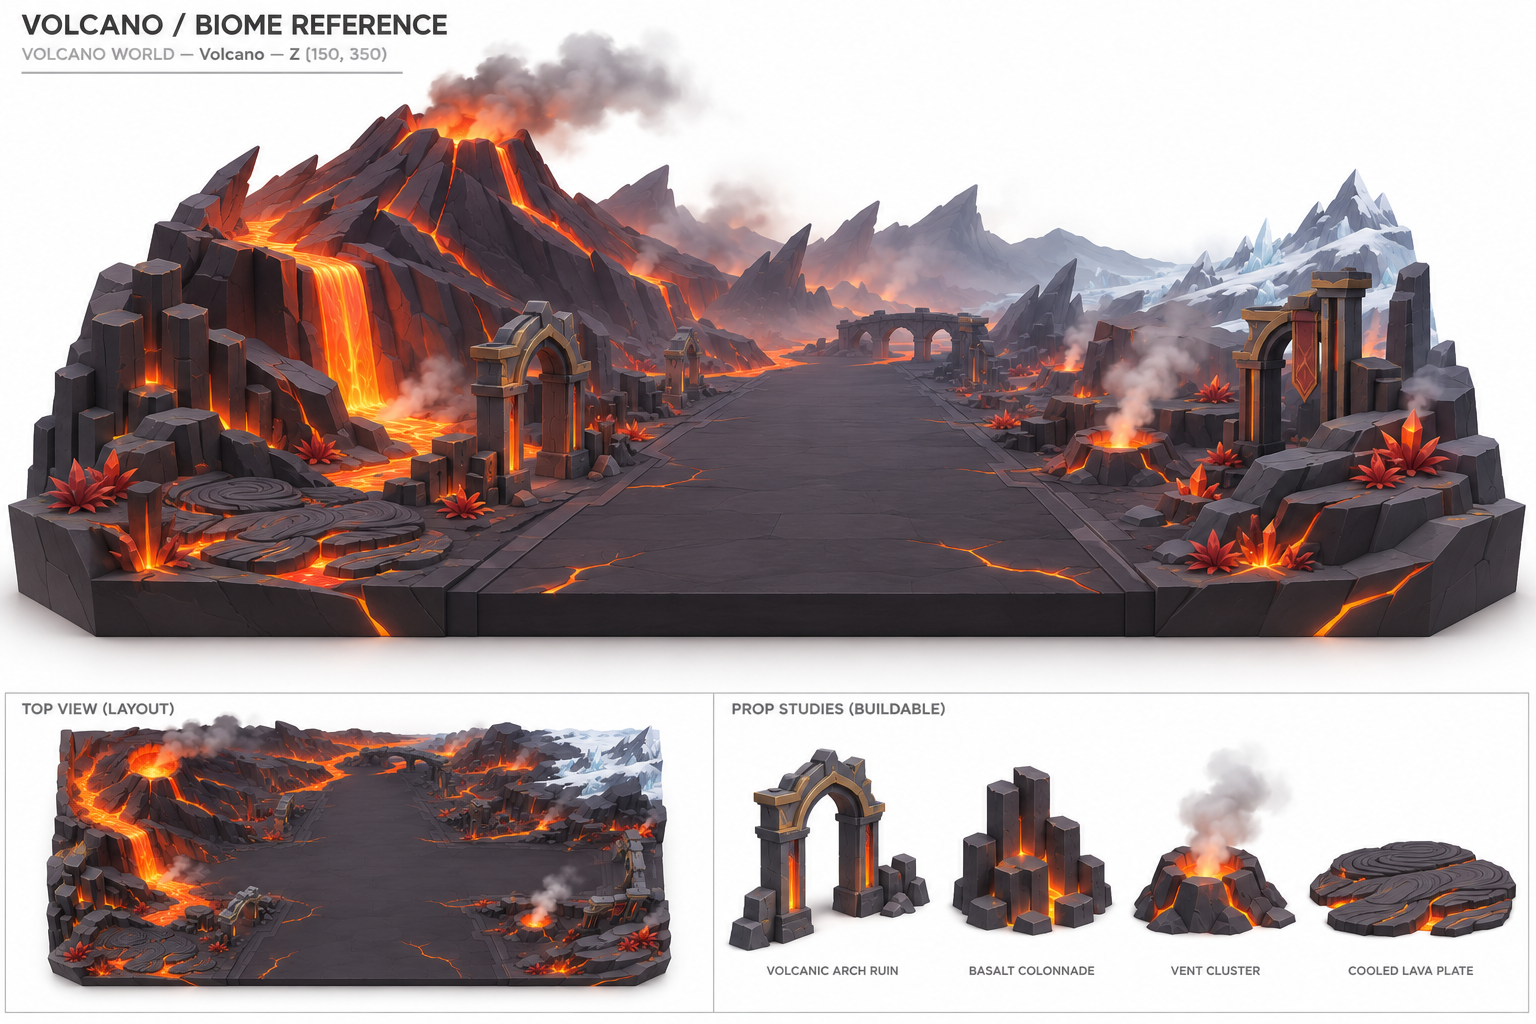 VOLCANO / BIOME REFERENCE
VOLCANO WORLD — Volcano — Z (150, 350)
TOP VIEW (LAYOUT)
PROP STUDIES (BUILDABLE)
VOLCANIC ARCH RUIN
BASALT COLONNADE
VENT CLUSTER
COOLED LAVA PLATE